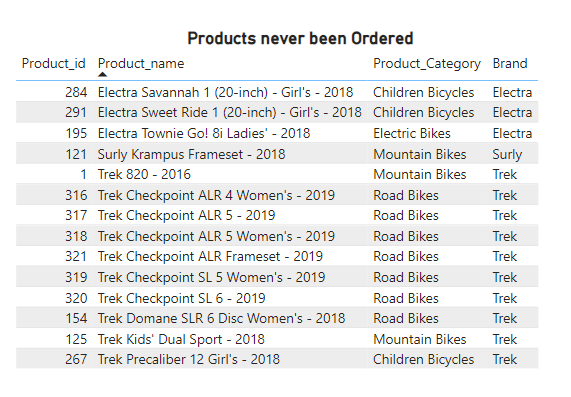 Products never been Ordered
Product_id Product_name Product_Category Brand
284 Electra Savannah 1 (20-inch) - Girl's - 2018 Children Bicycles Electra
291 Electra Sweet Ride 1 (20-inch) - Girl's - 2018 Children Bicycles Electra
195 Electra Townie Go! 8i Ladies' - 2018 Electric Bikes Electra
121 Surly Krampus Frameset - 2018 Mountain Bikes Surly
1 Trek 820 - 2016 Mountain Bikes Trek
316 Trek Checkpoint ALR 4 Women's - 2019 Road Bikes Trek
317 Trek Checkpoint ALR 5 - 2019 Road Bikes Trek
318 Trek Checkpoint ALR 5 Women's - 2019 Road Bikes Trek
321 Trek Checkpoint ALR Frameset - 2019 Road Bikes Trek
319 Trek Checkpoint SL 5 Women's - 2019 Road Bikes Trek
320 Trek Checkpoint SL 6 - 2019 Road Bikes Trek
154 Trek Domane SLR 6 Disc Women's - 2018 Road Bikes Trek
125 Trek Kids' Dual Sport - 2018 Mountain Bikes Trek
267 Trek Precaliber 12 Girl's - 2018 Children Bicycles Trek